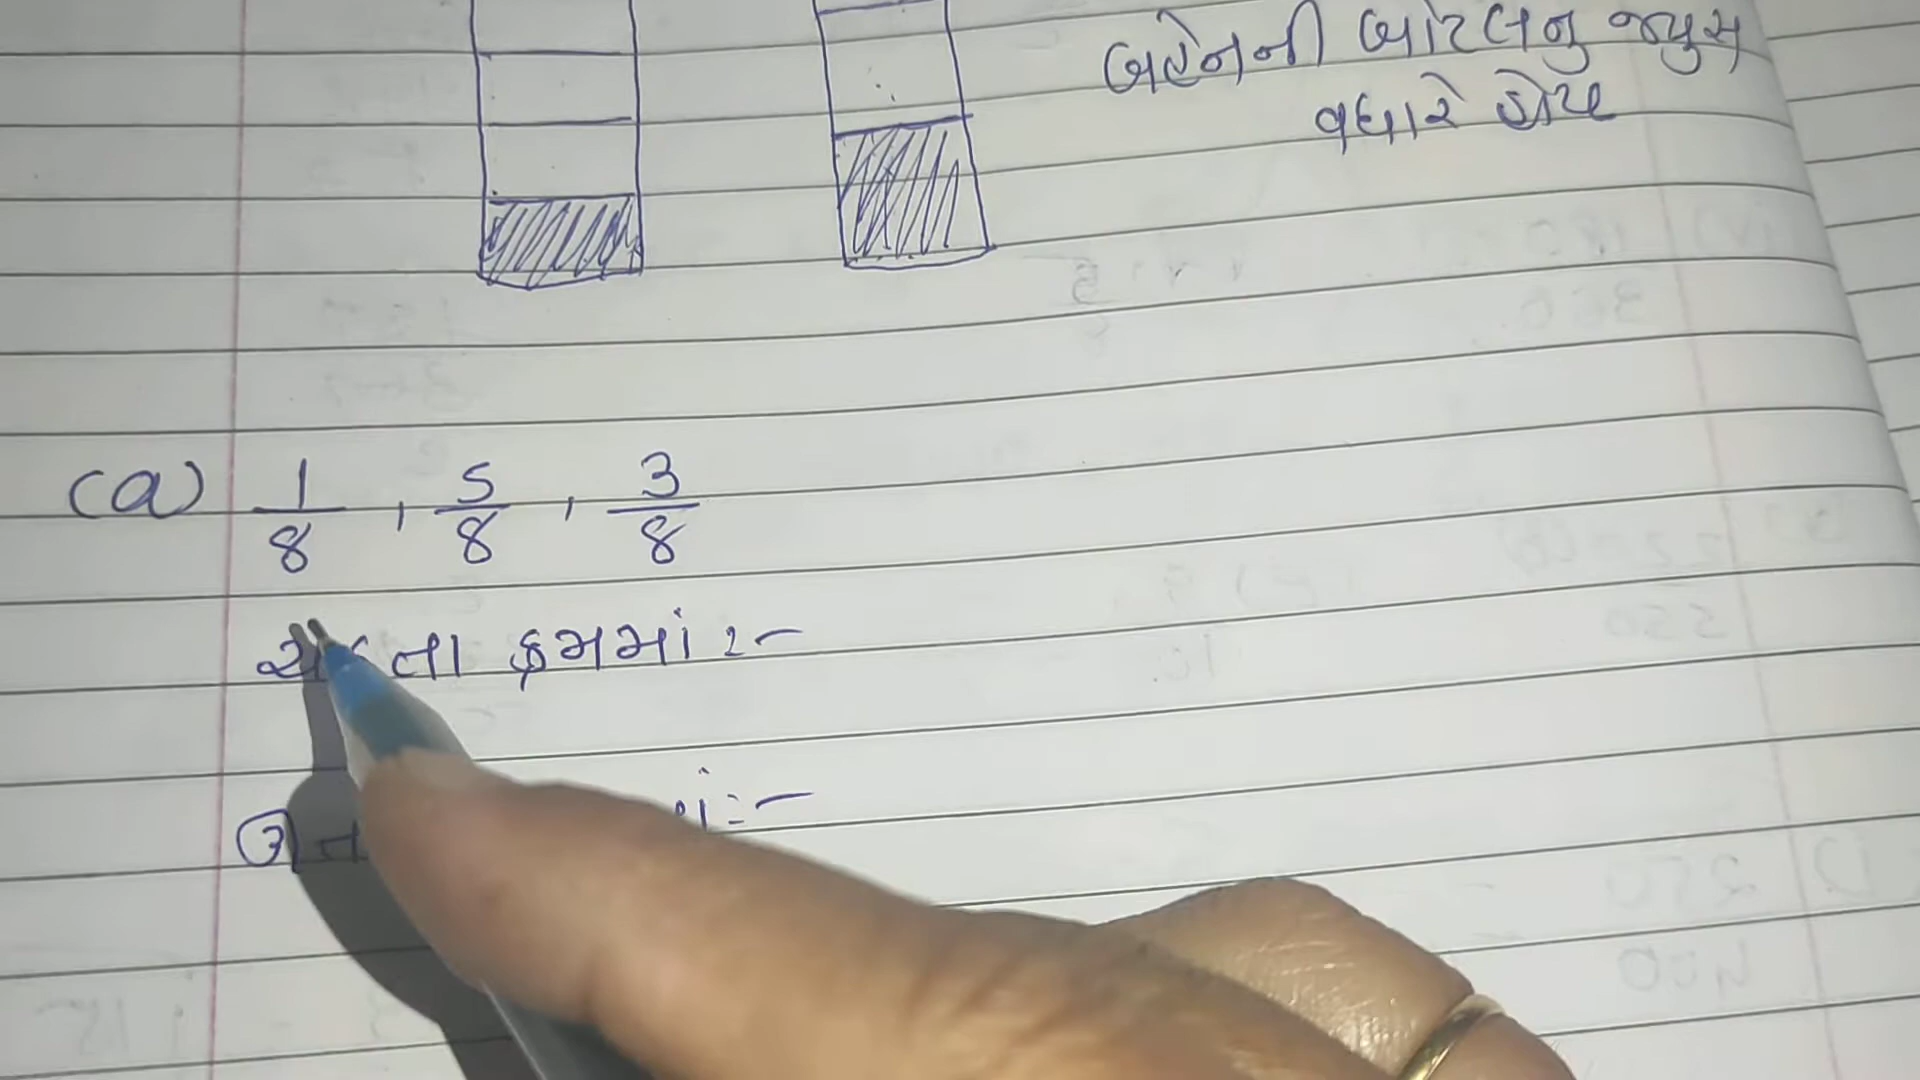 બહેનની બોટલનુ જ્યુસ
વધારે હોય
(a) 1/8 , 5/8 , 3/8
ક્રમમાં :-